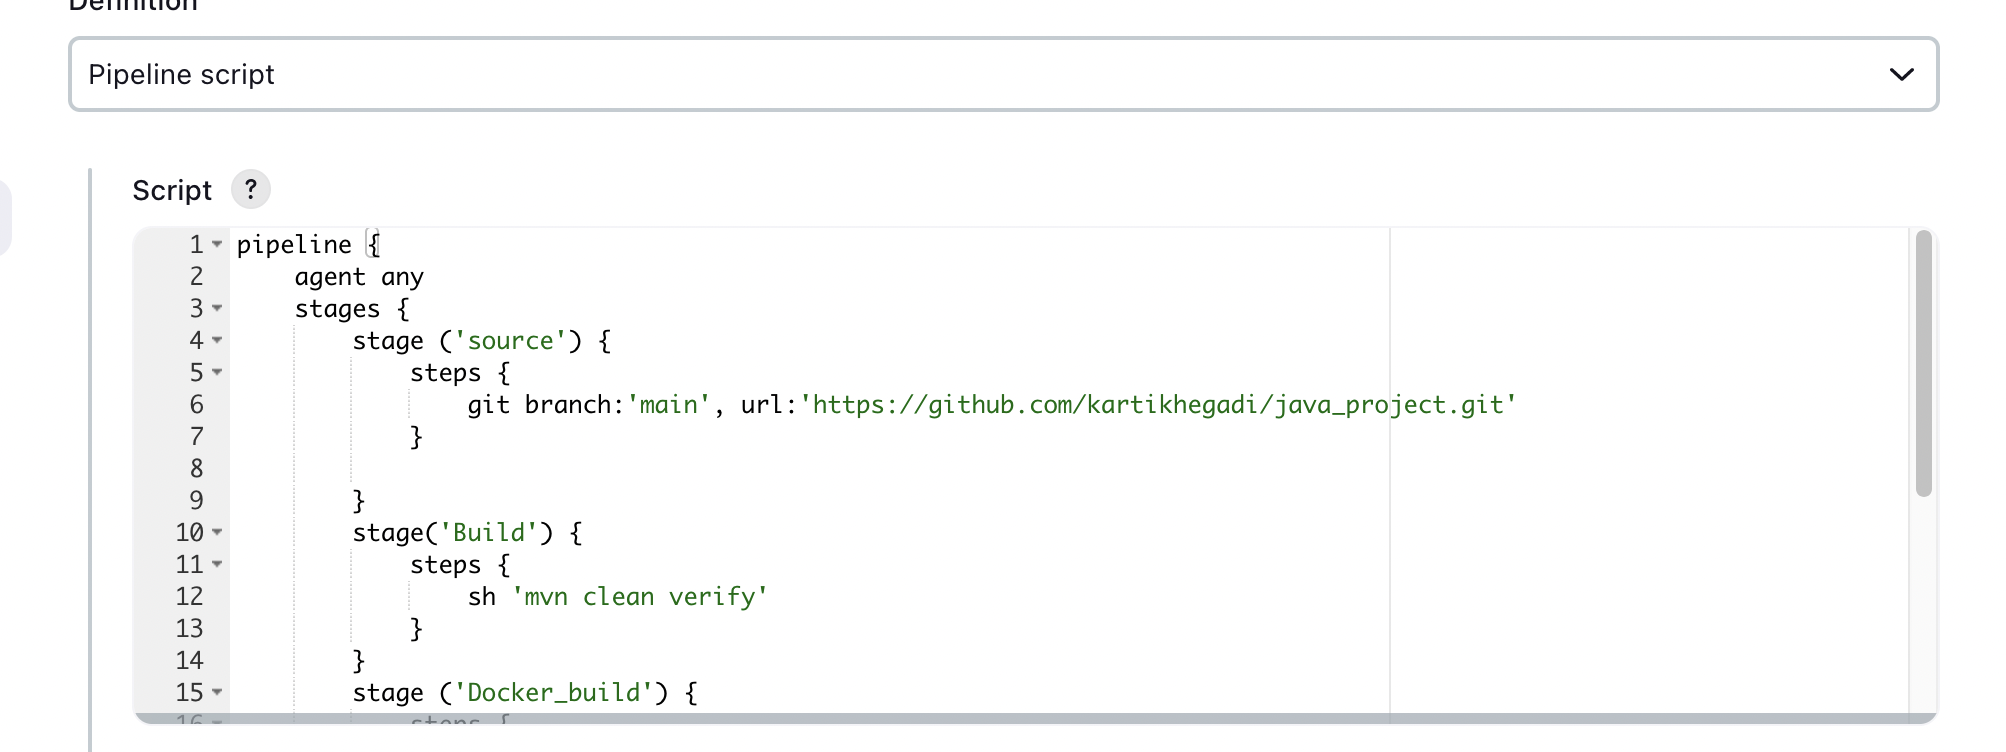 Definition
Pipeline script
Script ?
1 pipeline {
2     agent any
3     stages {
4         stage ('source') {
5             steps {
6                 git branch:'main', url:'https://github.com/kartikhegadi/java_project.git'
7             }
8
9         }
10         stage('Build') {
11             steps {
12                 sh 'mvn clean verify'
13             }
14         }
15         stage ('Docker_build') {
16             steps {